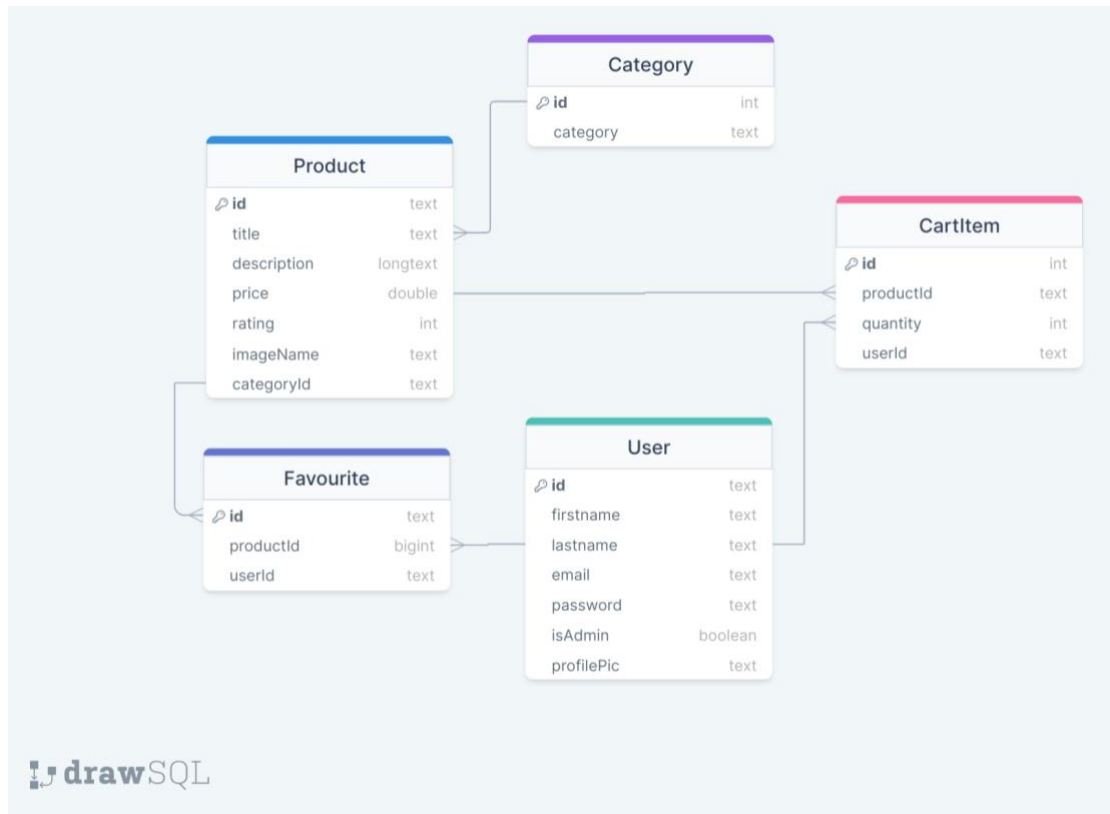 Category
id int
category text
Product
id text
title text
description longtext
price double
rating int
imageName text
categoryId text
CartItem
id int
productId text
quantity int
userId text
Favourite
id text
productId bigint
userId text
User
id text
firstname text
lastname text
email text
password text
isAdmin boolean
profilePic text
drawSQL